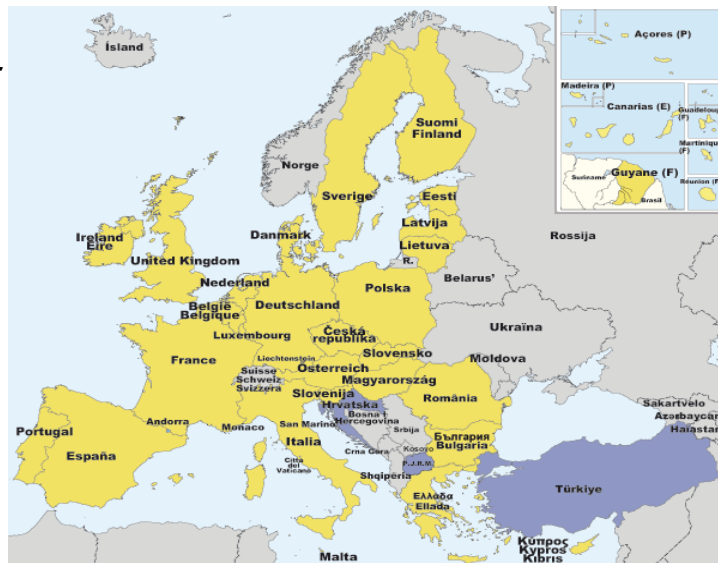 Ísland
Açores (P)
Madeira (P)
Canarias (E)
Guadeloupe (F)
Martinique (F)
Guyane (F)
Suriname
Brasil
Réunion (F)
Suomi
Finland
Norge
Sverige
Eesti
Latvija
Lietuva
R.
Rossija
Danmark
Ireland
Éire
United Kingdom
Nederland
België
Belgique
Deutschland
Polska
Belarus'
Luxembourg
Česká
republika
Ukraïna
Slovensko
Moldova
France
Liechtenstein
Suisse
Schweiz
Svizzera
Österreich
Magyarország
Slovenija
România
Hrvatska
Bosna i
Hercegovina
Srbija
Sakartvelo
Azərbaycan
Haiastan
Andorra
Monaco
San Marino
Portugal
España
Italia
Città
del
Vaticano
Crna Gora
Kosovo
България
Bulgaria
Shqipëria
P.J.R.M.
Türkiye
Ελλάδα
Ellada
Malta
Κύπρος
Kypros
Kıbrıs